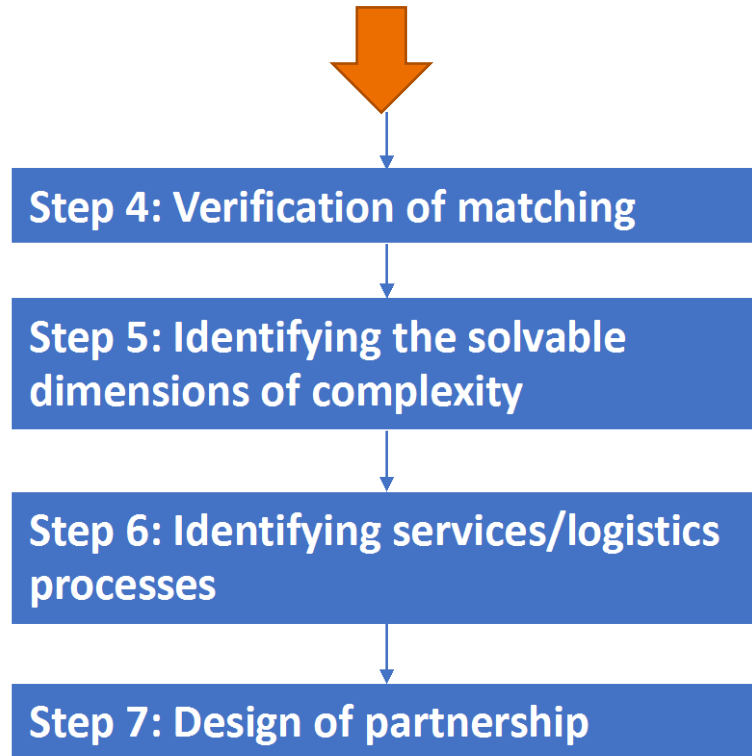 Step 4: Verification of matching
Step 5: Identifying the solvable
dimensions of complexity
Step 6: Identifying services/logistics
processes
Step 7: Design of partnership